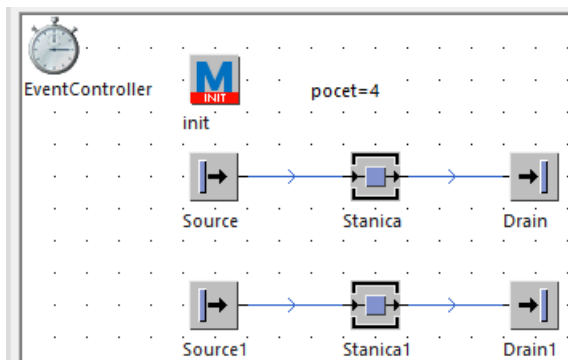 EventController
M
INIT
init
pocet=4
Source
Stanica
Drain
Source1
Stanica1
Drain1